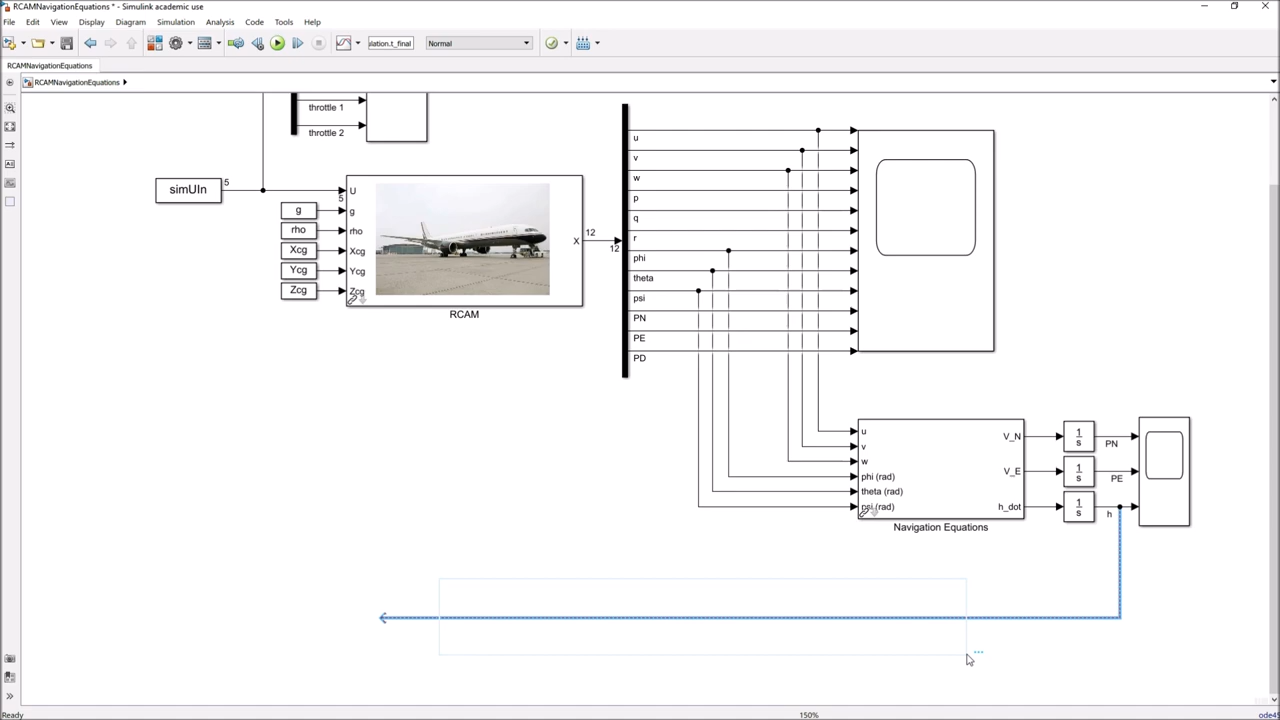 RCAMNavigationEquations * - Simulink academic use
File Edit View Display Diagram Simulation Analysis Code Tools Help
ulation.t_final Normal
RCAMNavigationEquations
RCAMNavigationEquations
throttle 1
throttle 2
simUIn
5
U
5
g
g
rho
rho
Xcg
Xcg
Ycg
Ycg
Zcg
Zcg
X
12
12
RCAM
u
v
w
p
q
r
phi
theta
psi
PN
PE
PD
u
v
w
phi (rad)
theta (rad)
psi (rad)
V_N
V_E
h_dot
Navigation Equations
1
s
1
s
1
s
PN
PE
h
Ready
150%
ode45